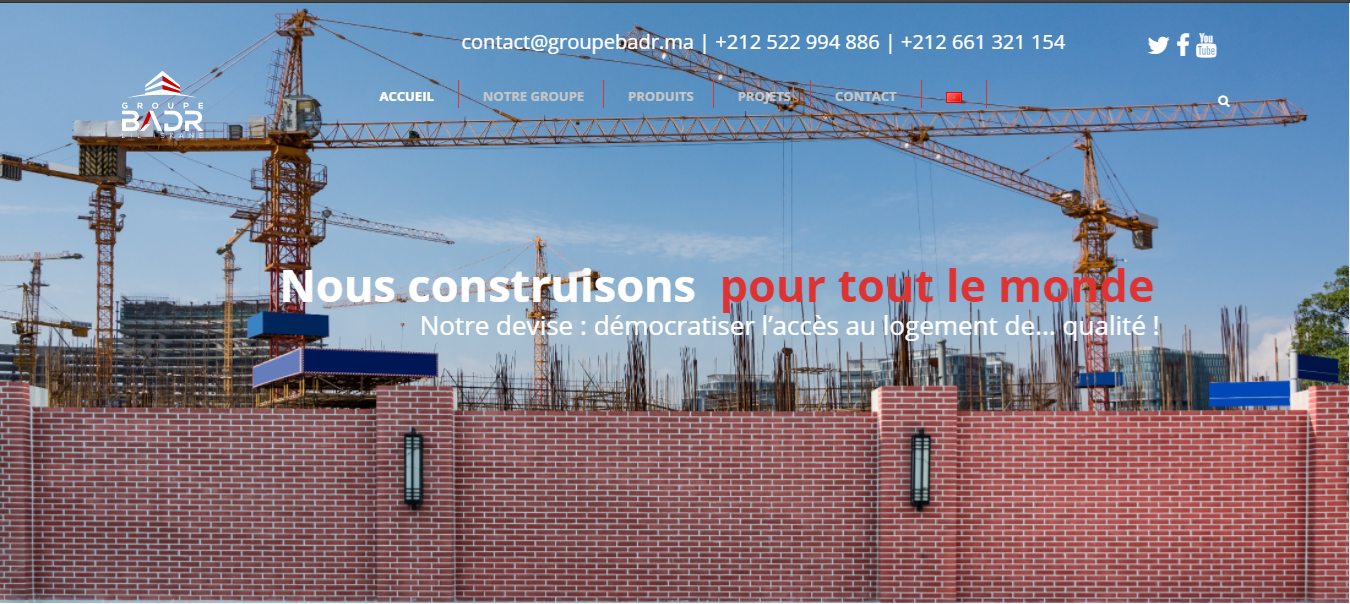 contact@groupebadr.ma | +212 522 994 886 | +212 661 321 154
You
Tube
GROUPE
BADR
ACCUEIL
NOTRE GROUPE
PRODUITS
PROJETS
CONTACT
Nous construisons pour tout le monde
Notre devise : démocratiser l’accès au logement de... qualité !